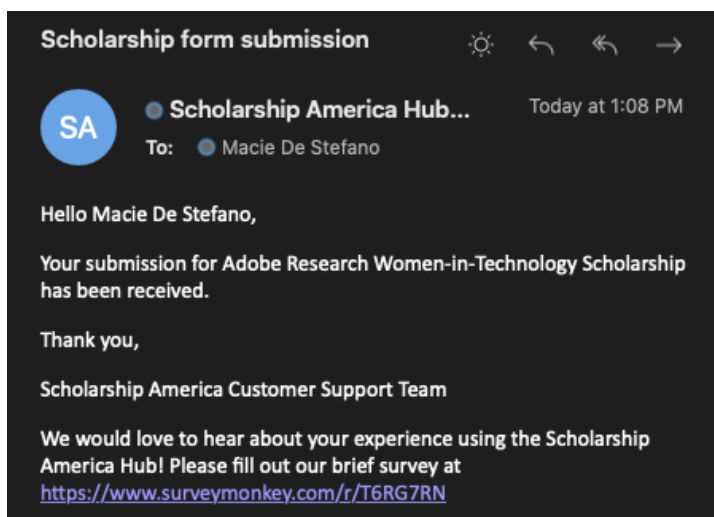 Scholarship form submission
SA
Scholarship America Hub...
Today at 1:08 PM
To: Macie De Stefano
Hello Macie De Stefano,
Your submission for Adobe Research Women-in-Technology Scholarship
has been received.
Thank you,
Scholarship America Customer Support Team
We would love to hear about your experience using the Scholarship
America Hub! Please fill out our brief survey at
https://www.surveymonkey.com/r/T6RG7RN